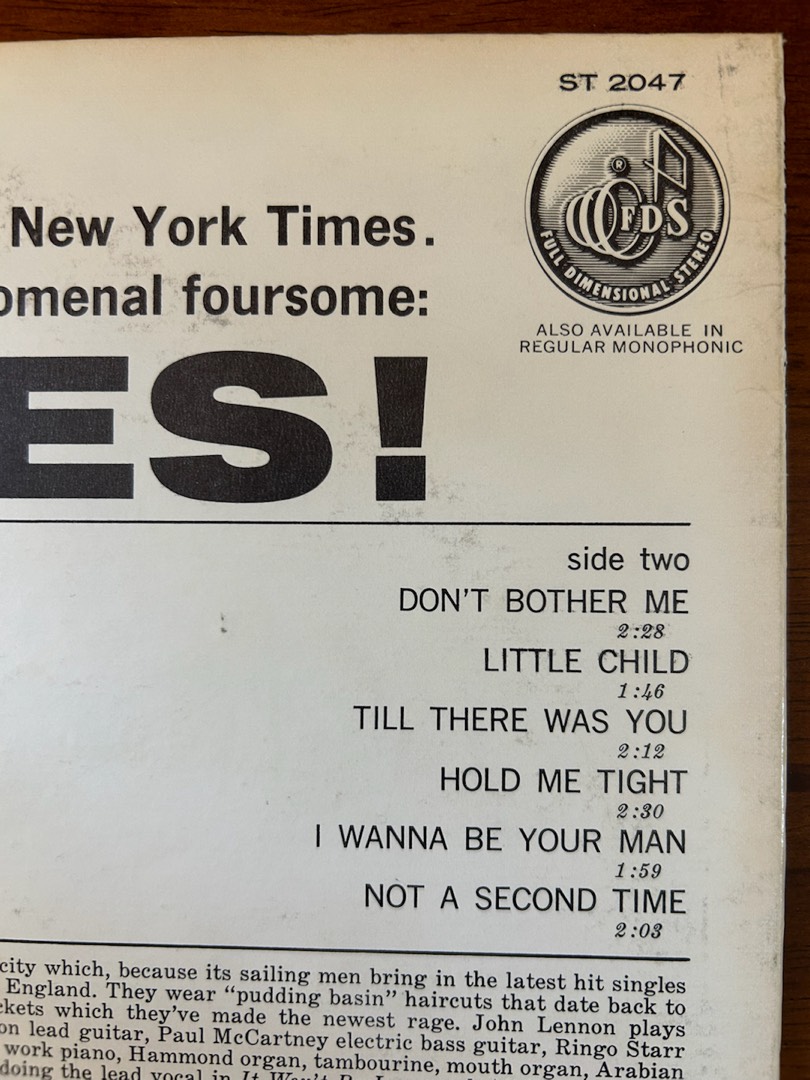 ST 2047
®
FDS
FULL DIMENSIONAL STEREO
ALSO AVAILABLE IN
REGULAR MONOPHONIC
New York Times.
omenal foursome:
ES!
side two
DON'T BOTHER ME
2:28
LITTLE CHILD
1:46
TILL THERE WAS YOU
2:12
HOLD ME TIGHT
2:30
I WANNA BE YOUR MAN
1:59
NOT A SECOND TIME
2:03
city which, because its sailing men bring in the latest hit singles
England. They wear “pudding basin” haircuts that date back to
ckets which they've made the newest rage. John Lennon plays
on lead guitar, Paul McCartney electric bass guitar, Ringo Starr
work piano, Hammond organ, tambourine, mouth organ, Arabian
doing the lead vocal in It Won't Be